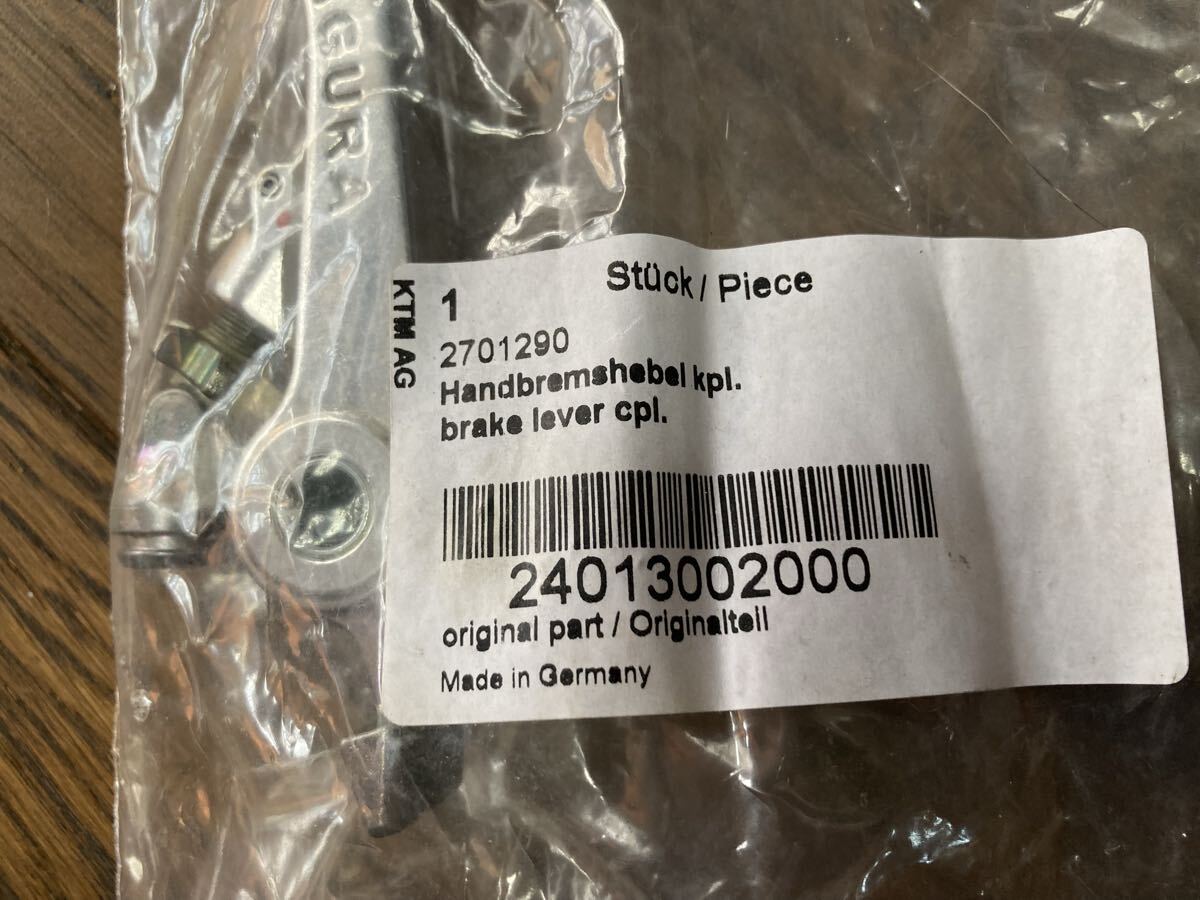 GURA
KTM AG
1 Stück / Piece
2701290
Handbremshebel kpl.
brake lever cpl.
24013002000
original part / Originalteil
Made in Germany